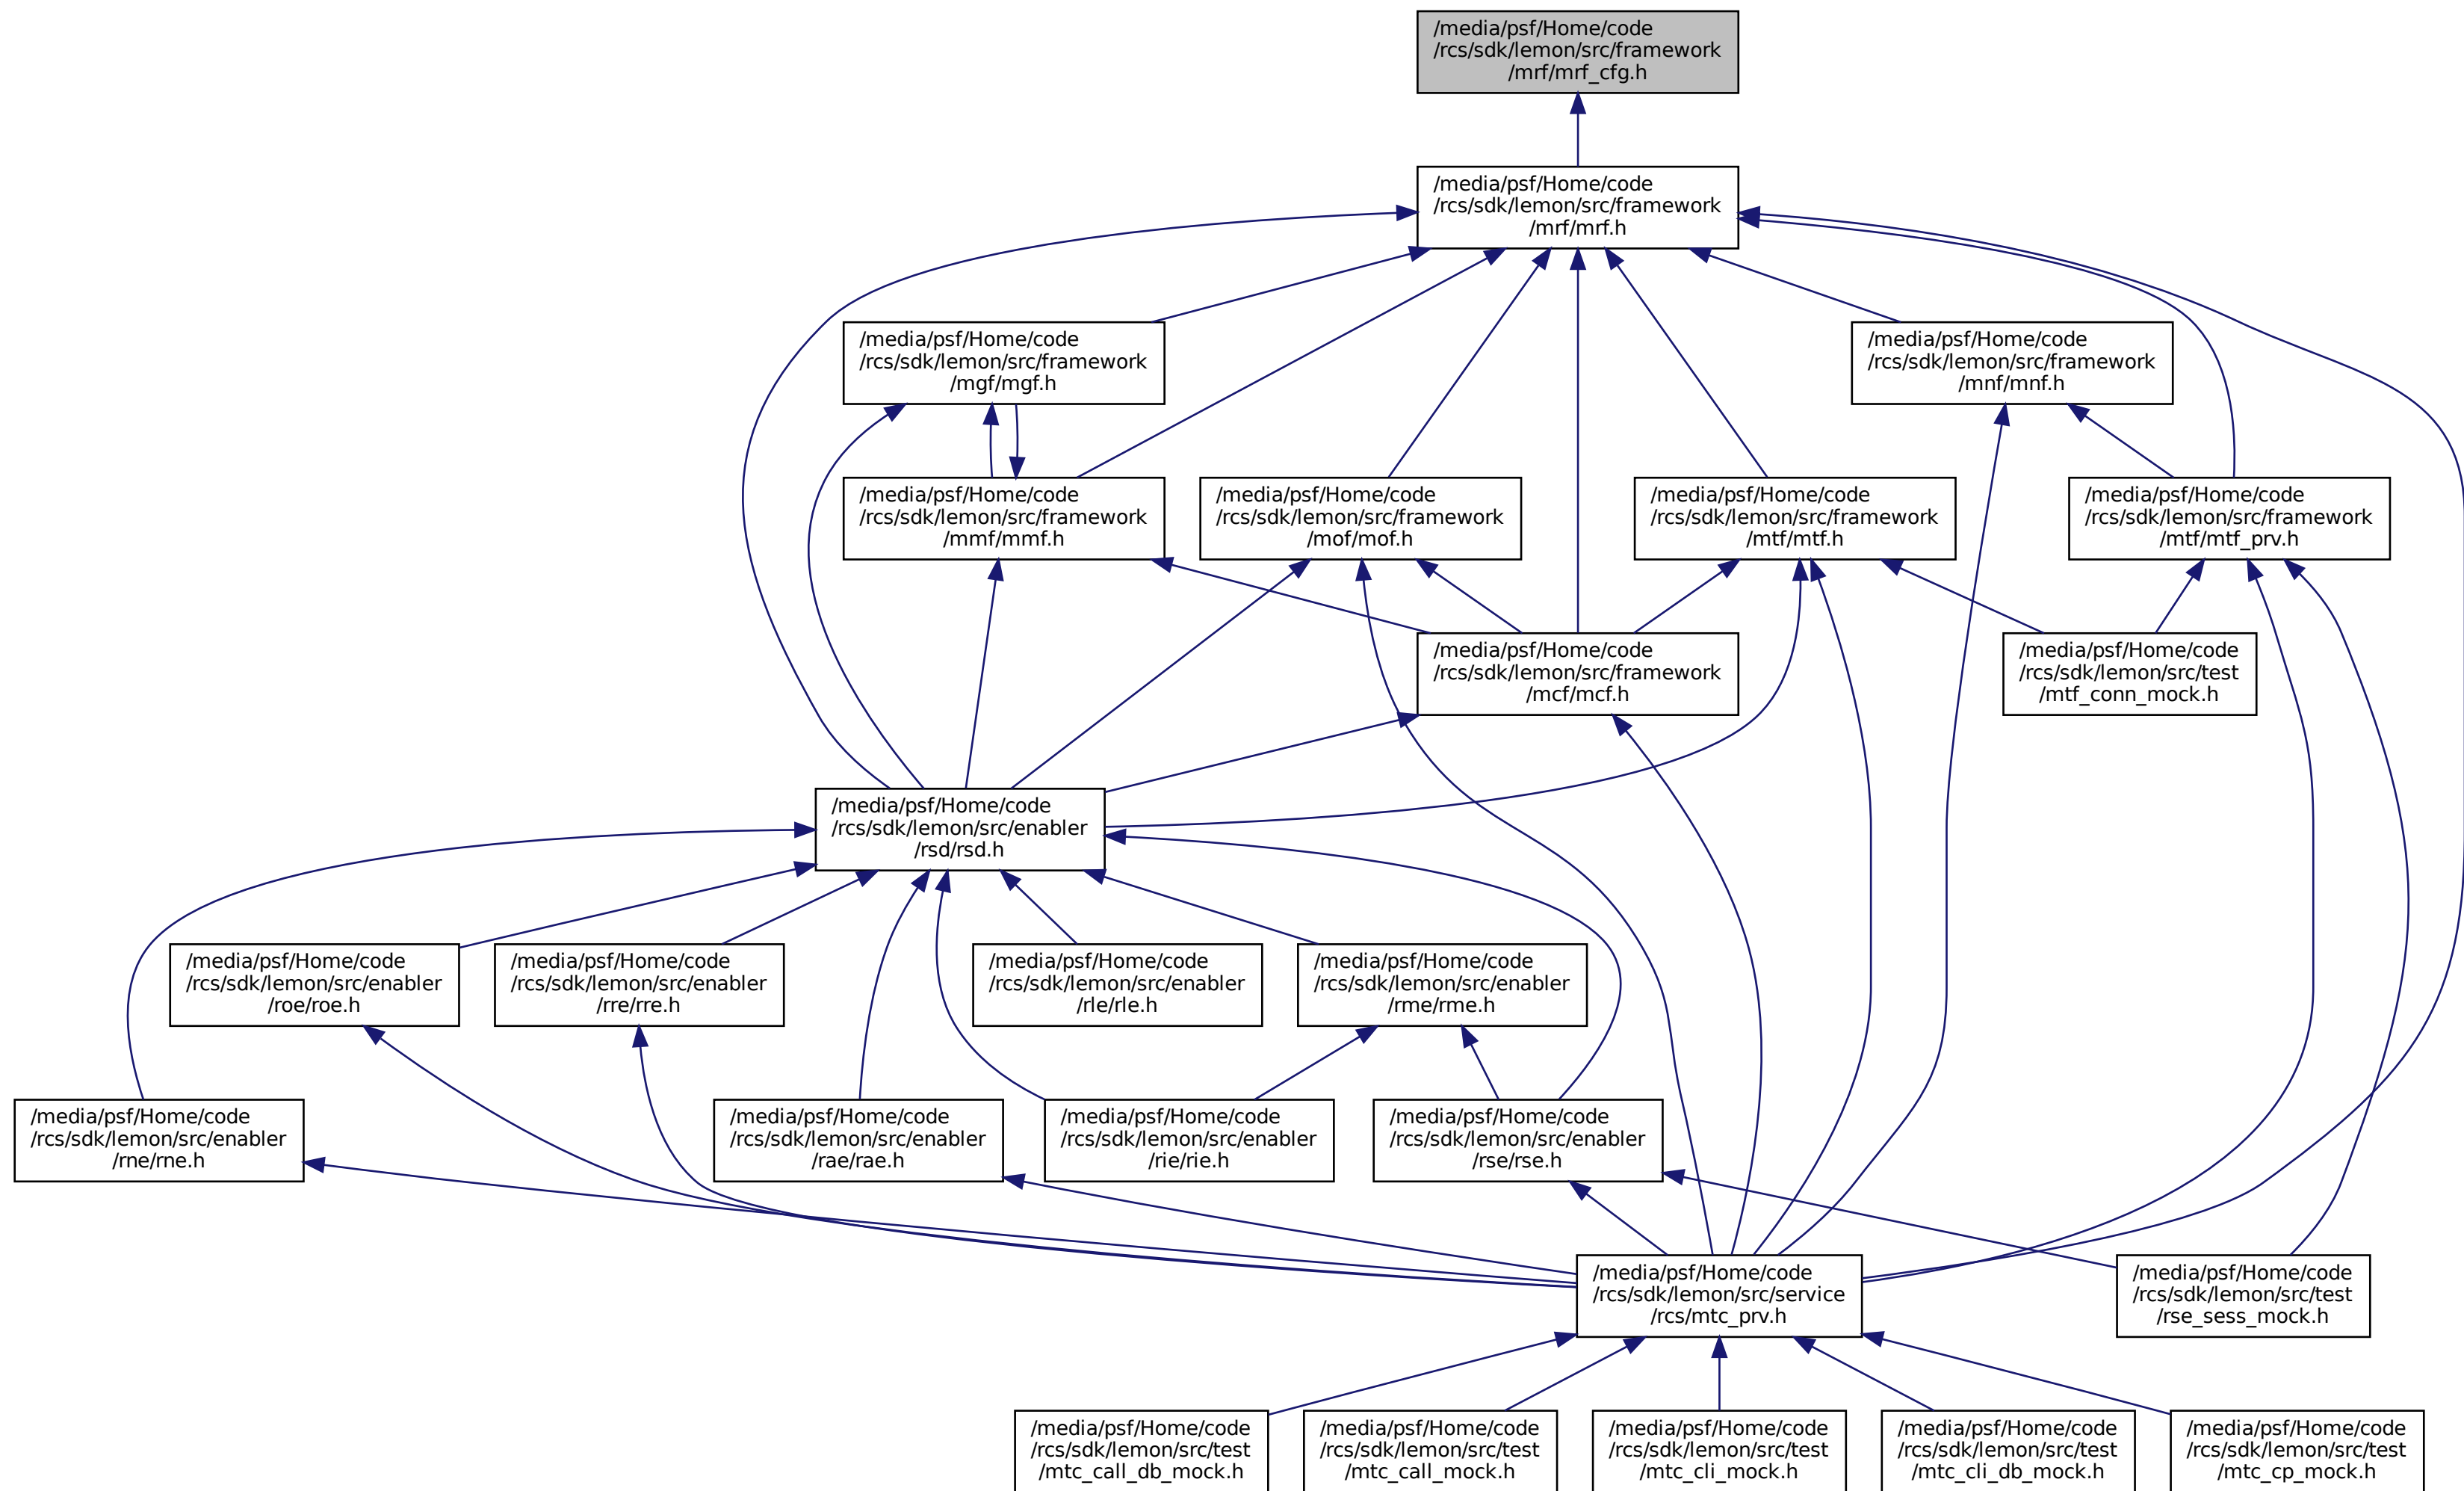 /media/psf/Home/code
/rcs/sdk/lemon/src/framework
/mrf/mrf_cfg.h
/media/psf/Home/code
/rcs/sdk/lemon/src/framework
/mrf/mrf.h
/media/psf/Home/code
/rcs/sdk/lemon/src/framework
/mgf/mgf.h
/media/psf/Home/code
/rcs/sdk/lemon/src/framework
/mnf/mnf.h
/media/psf/Home/code
/rcs/sdk/lemon/src/framework
/mmf/mmf.h
/media/psf/Home/code
/rcs/sdk/lemon/src/framework
/mof/mof.h
/media/psf/Home/code
/rcs/sdk/lemon/src/framework
/mtf/mtf.h
/media/psf/Home/code
/rcs/sdk/lemon/src/framework
/mtf/mtf_prv.h
/media/psf/Home/code
/rcs/sdk/lemon/src/framework
/mcf/mcf.h
/media/psf/Home/code
/rcs/sdk/lemon/src/test
/mtf_conn_mock.h
/media/psf/Home/code
/rcs/sdk/lemon/src/enabler
/rsd/rsd.h
/media/psf/Home/code
/rcs/sdk/lemon/src/enabler
/roe/roe.h
/media/psf/Home/code
/rcs/sdk/lemon/src/enabler
/rre/rre.h
/media/psf/Home/code
/rcs/sdk/lemon/src/enabler
/rle/rle.h
/media/psf/Home/code
/rcs/sdk/lemon/src/enabler
/rme/rme.h
/media/psf/Home/code
/rcs/sdk/lemon/src/enabler
/rne/rne.h
/media/psf/Home/code
/rcs/sdk/lemon/src/enabler
/rae/rae.h
/media/psf/Home/code
/rcs/sdk/lemon/src/enabler
/rie/rie.h
/media/psf/Home/code
/rcs/sdk/lemon/src/enabler
/rse/rse.h
/media/psf/Home/code
/rcs/sdk/lemon/src/service
/rcs/mtc_prv.h
/media/psf/Home/code
/rcs/sdk/lemon/src/test
/rse_sess_mock.h
/media/psf/Home/code
/rcs/sdk/lemon/src/test
/mtc_call_db_mock.h
/media/psf/Home/code
/rcs/sdk/lemon/src/test
/mtc_call_mock.h
/media/psf/Home/code
/rcs/sdk/lemon/src/test
/mtc_cli_mock.h
/media/psf/Home/code
/rcs/sdk/lemon/src/test
/mtc_cli_db_mock.h
/media/psf/Home/code
/rcs/sdk/lemon/src/test
/mtc_cp_mock.h